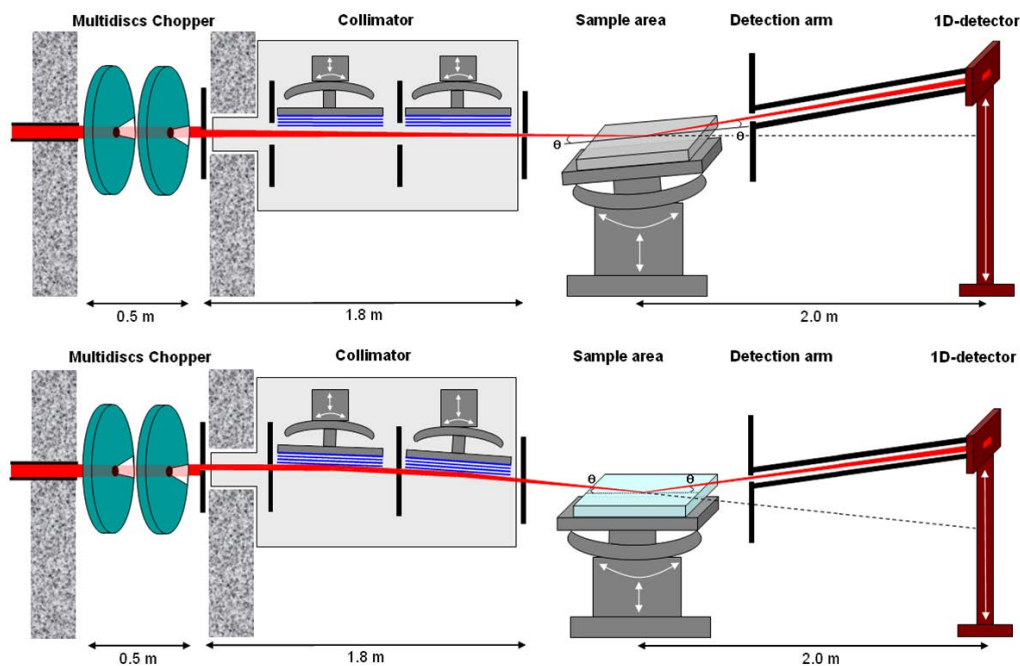 Multidiscs Chopper Collimator Sample area Detection arm 1D-detector
θ θ
0.5 m 1.8 m 2.0 m
Multidiscs Chopper Collimator Sample area Detection arm 1D-detector
θ θ
0.5 m 1.8 m 2.0 m